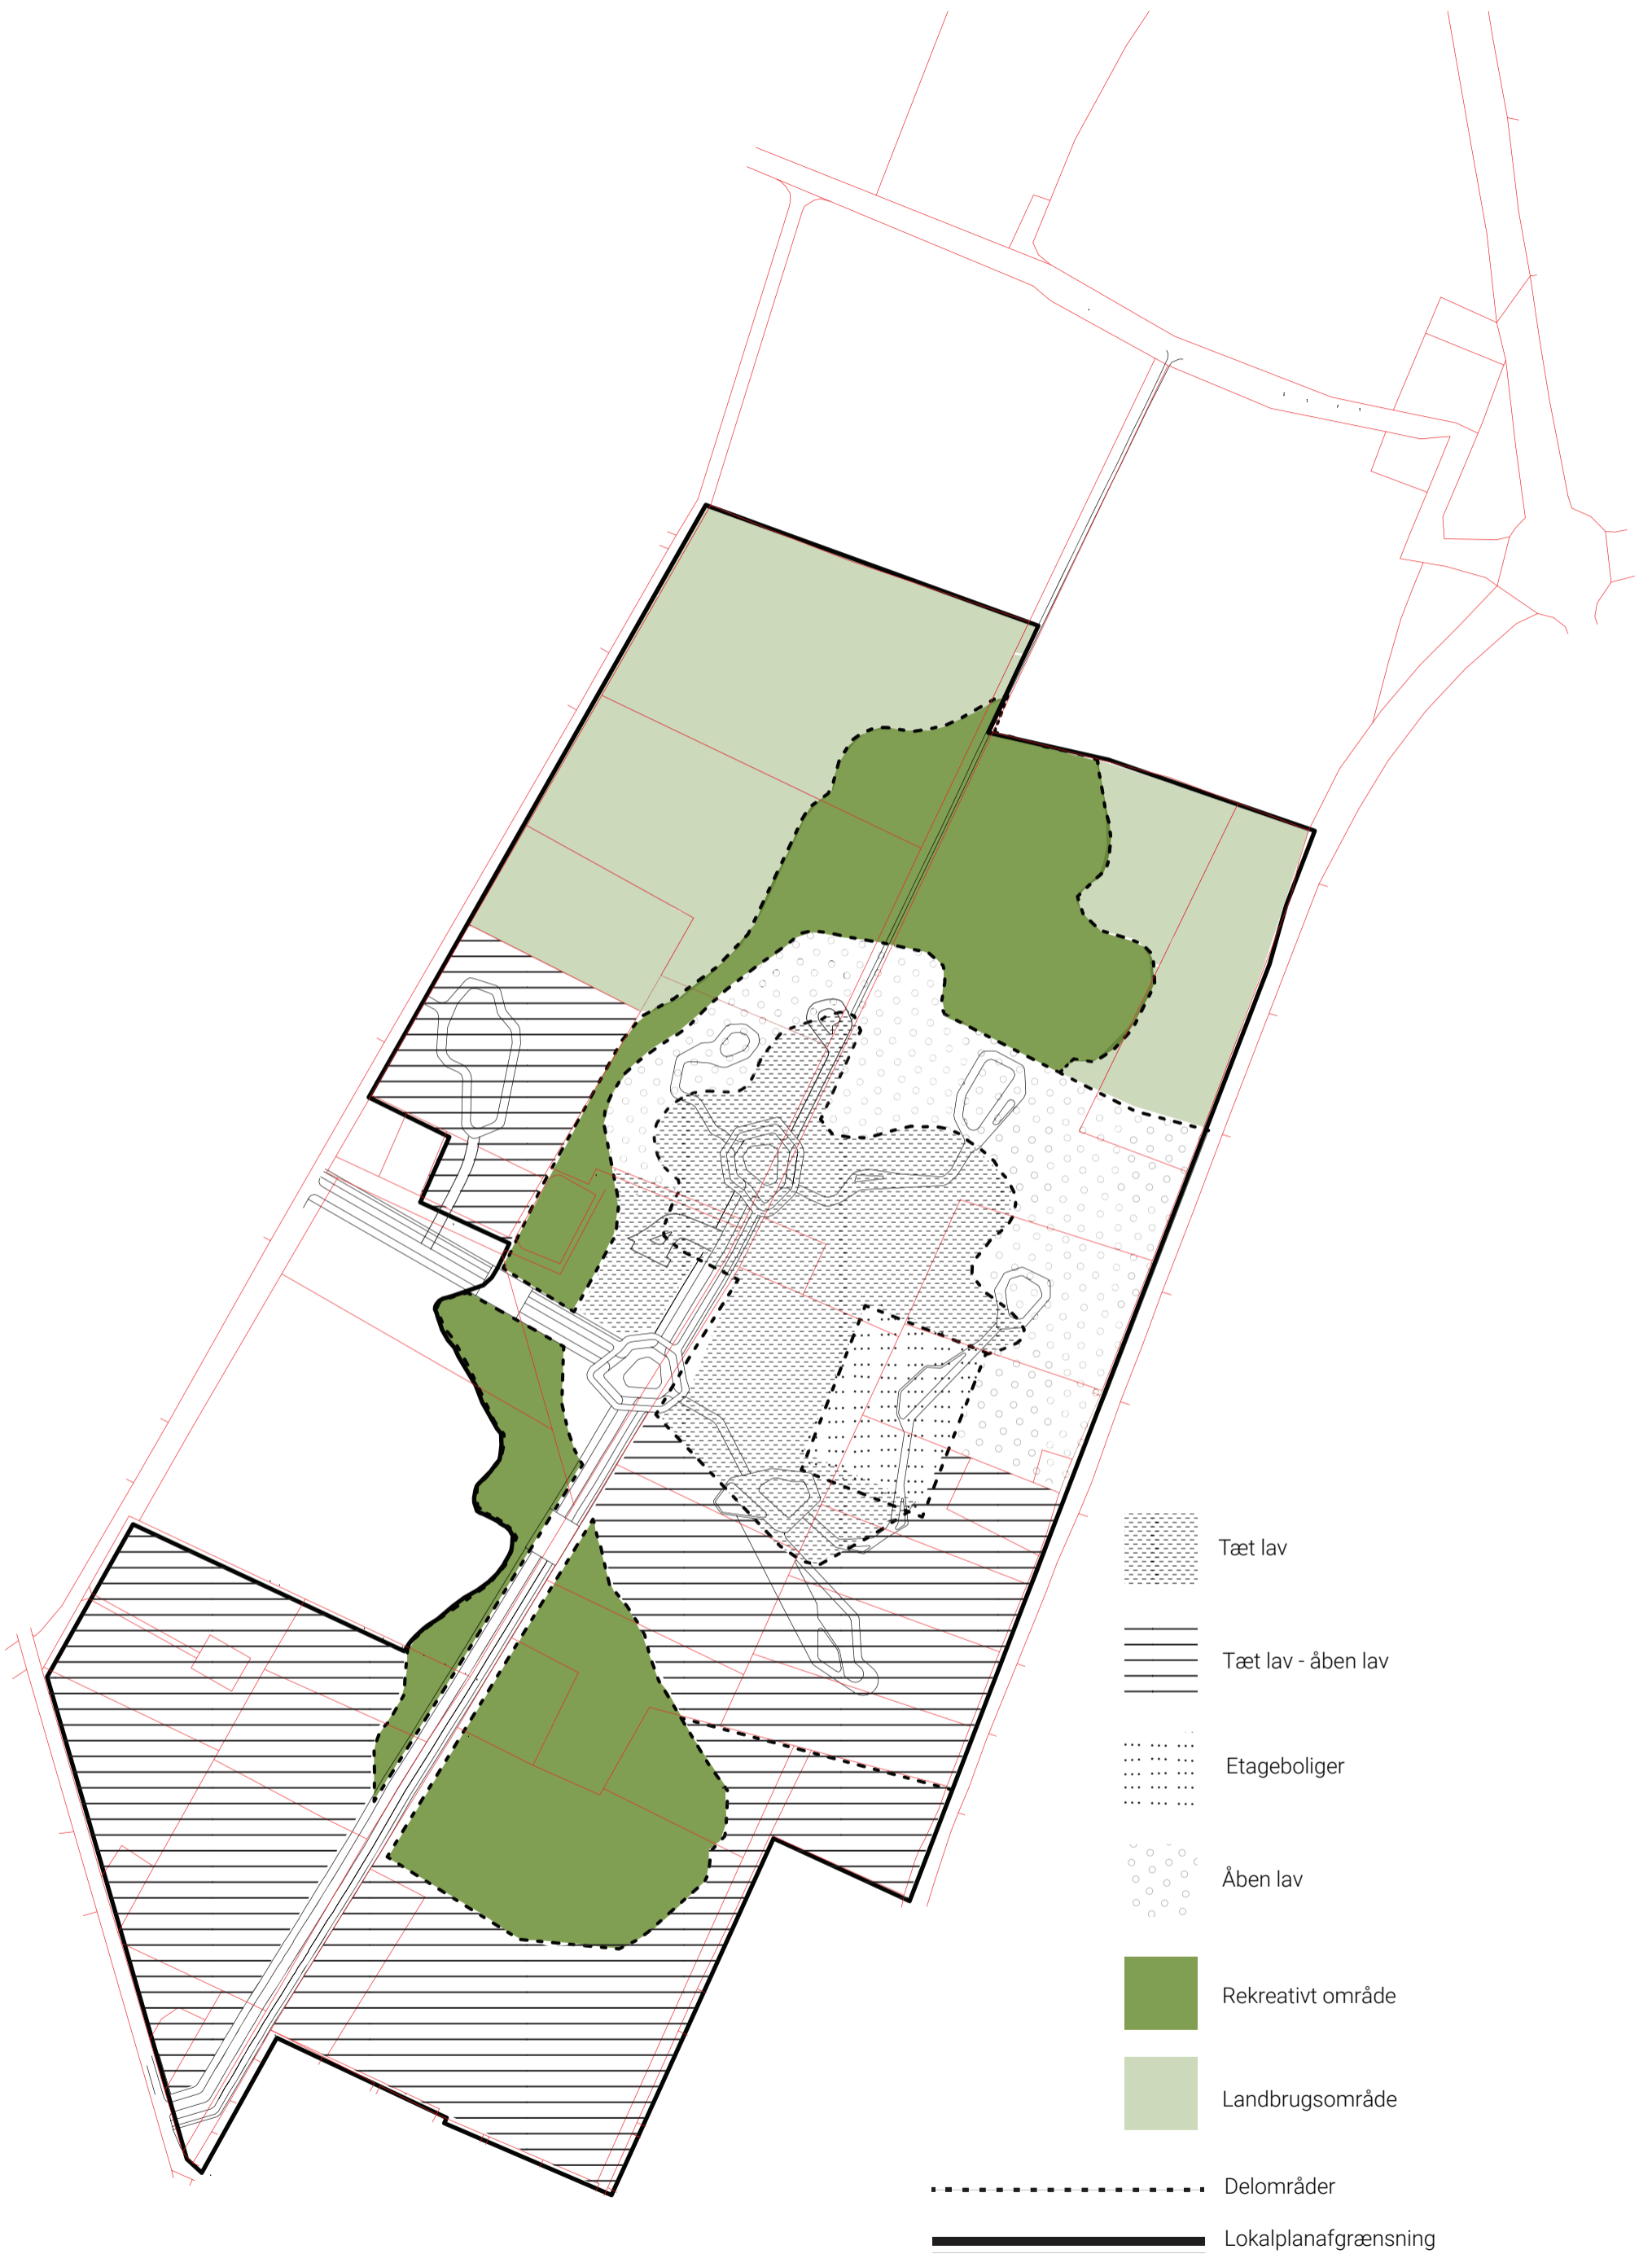 Tæt lav
Tæt lav - åben lav
Etageboliger
Åben lav
Rekreativt område
Landbrugsområde
Delområder
Lokalplanafgrænsning